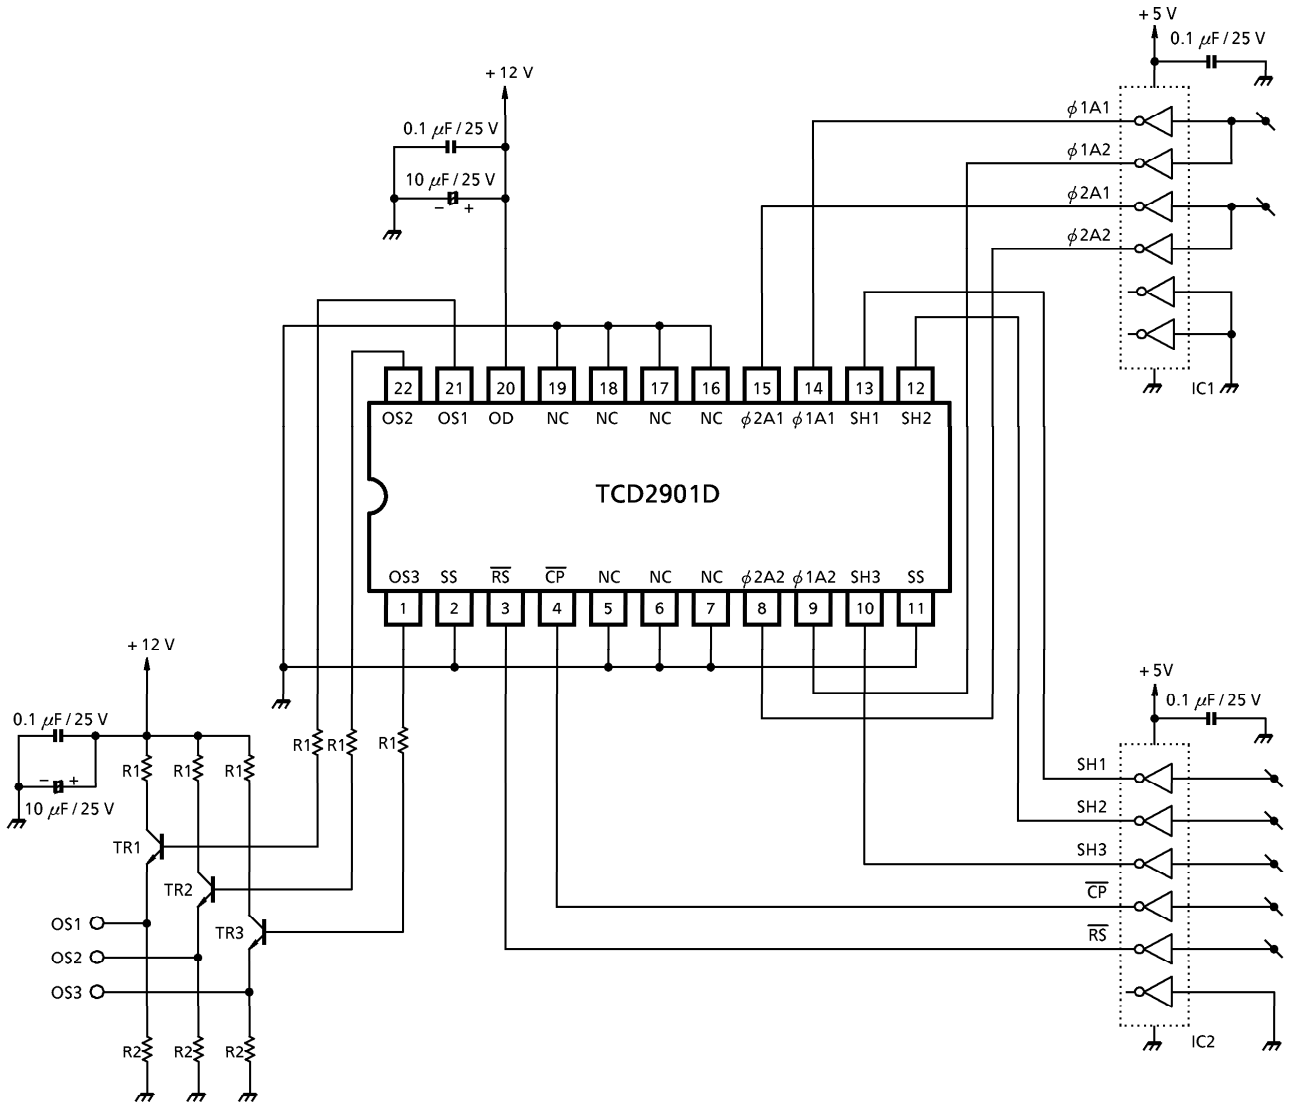 +5 V
0.1 μF/25 V
+12 V
0.1 μF/25 V
10 μF/25 V
− +
ϕ1A1
ϕ1A2
ϕ2A1
ϕ2A2
IC1
22 21 20 19 18 17 16 15 14 13 12
OS2 OS1 OD NC NC NC NC ϕ2A1 ϕ1A1 SH1 SH2
TCD2901D
OS3 SS R̅S̅ C̅P̅ NC NC NC ϕ2A2 ϕ1A2 SH3 SS
1 2 3 4 5 6 7 8 9 10 11
+12 V
0.1 μF/25 V
− +
10 μF/25 V
R1 R1 R1
R1 R1 R1
TR1
TR2
TR3
OS1
OS2
OS3
R2 R2 R2
+5V
0.1 μF/25 V
SH1
SH2
SH3
C̅P̅
R̅S̅
IC2